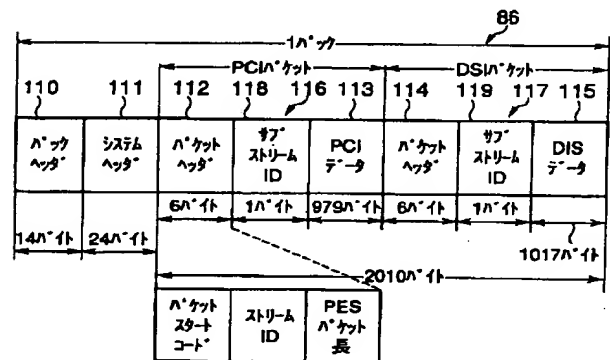 86
1パック
PCIパケット
DSIパケット
110
111
112
118
116
113
114
119
117
115
パック
ヘッダ
システム
ヘッダ
パケット
ヘッダ
サブ
ストリーム
ID
PCI
データ
パケット
ヘッダ
サブ
ストリーム
ID
DIS
データ
14バイト
24バイト
6バイト
1バイト
979バイト
6バイト
1バイト
1017バイト
2010バイト
パケット
スタート
コード
ストリーム
ID
PES
パケット
長